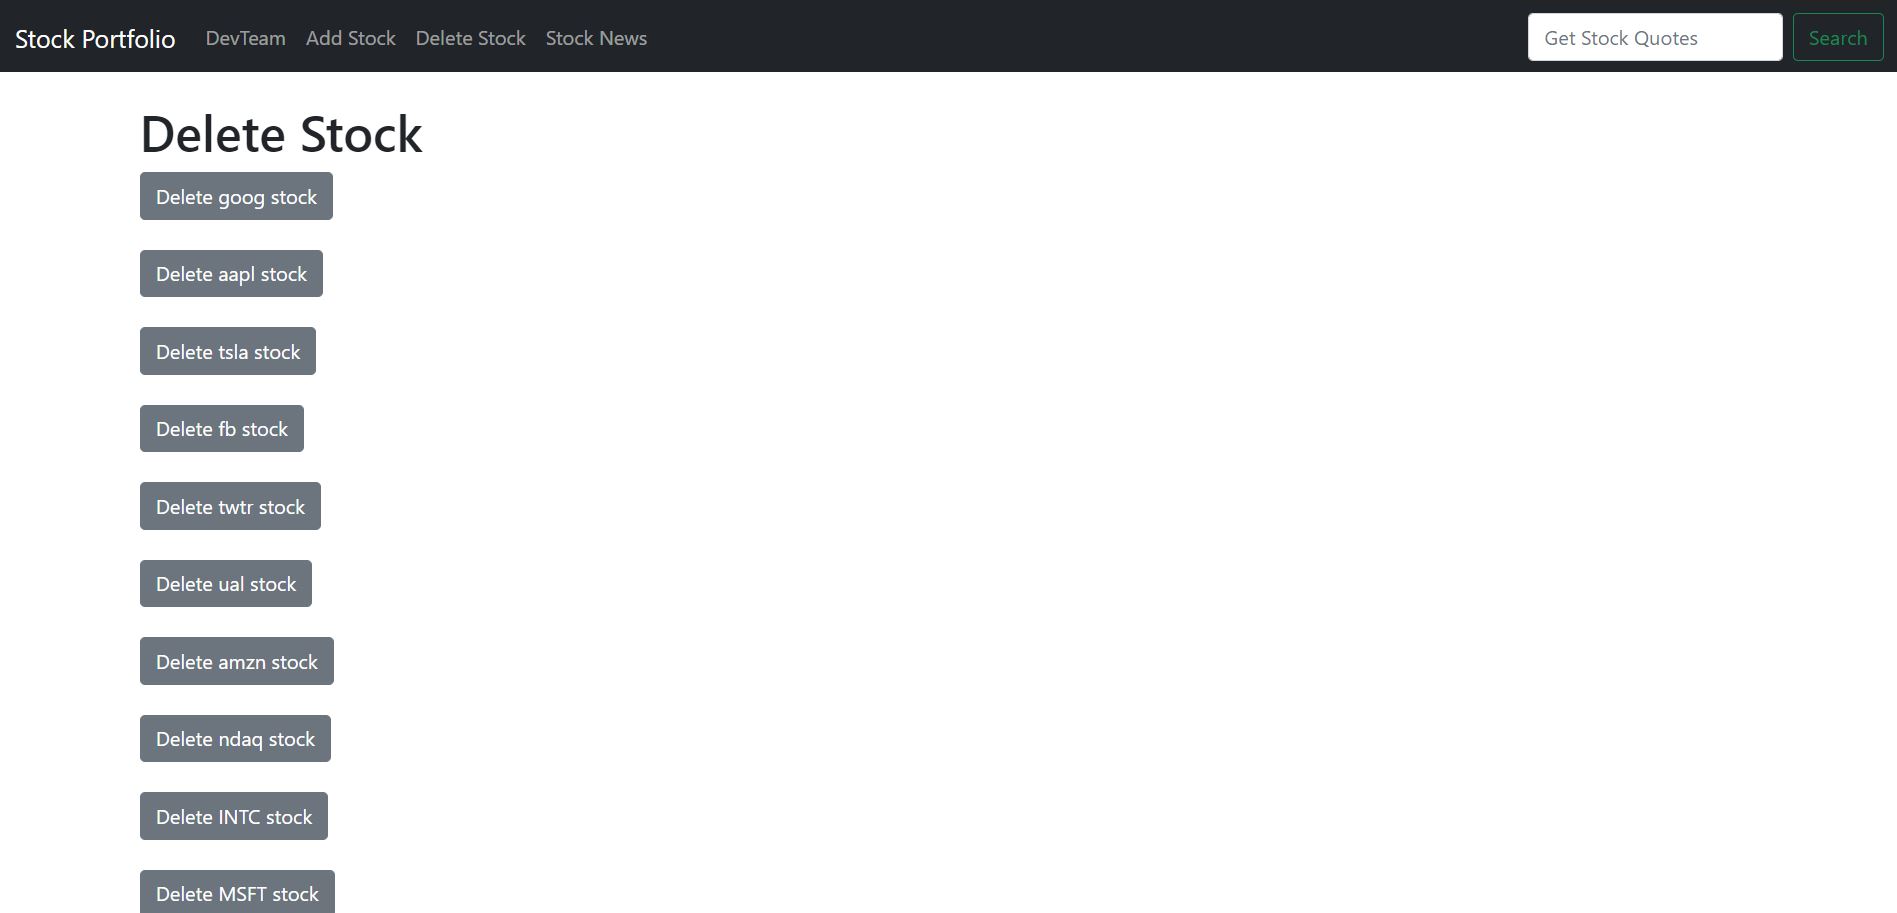 Stock Portfolio DevTeam Add Stock Delete Stock Stock News Get Stock Quotes Search
Delete Stock
Delete goog stock
Delete aapl stock
Delete tsla stock
Delete fb stock
Delete twtr stock
Delete ual stock
Delete amzn stock
Delete ndaq stock
Delete INTC stock
Delete MSFT stock